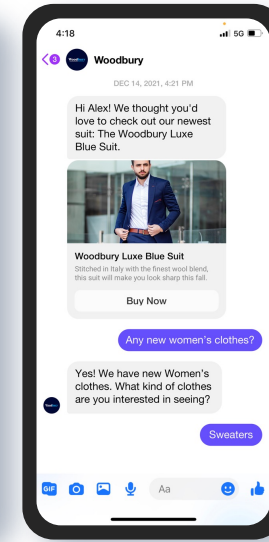 4:18
5G
3
Woodbury
DEC 14, 2021, 4:21 PM
Hi Alex! We thought you'd
love to check out our newest
suit: The Woodbury Luxe
Blue Suit.
Woodbury Luxe Blue Suit
Stitched in Italy with the finest wool blend,
this suit will make you look sharp this fall.
Buy Now
Any new women's clothes?
Yes! We have new Women's
clothes. What kind of clothes
are you interested in seeing?
Sweaters
GIF
Aa